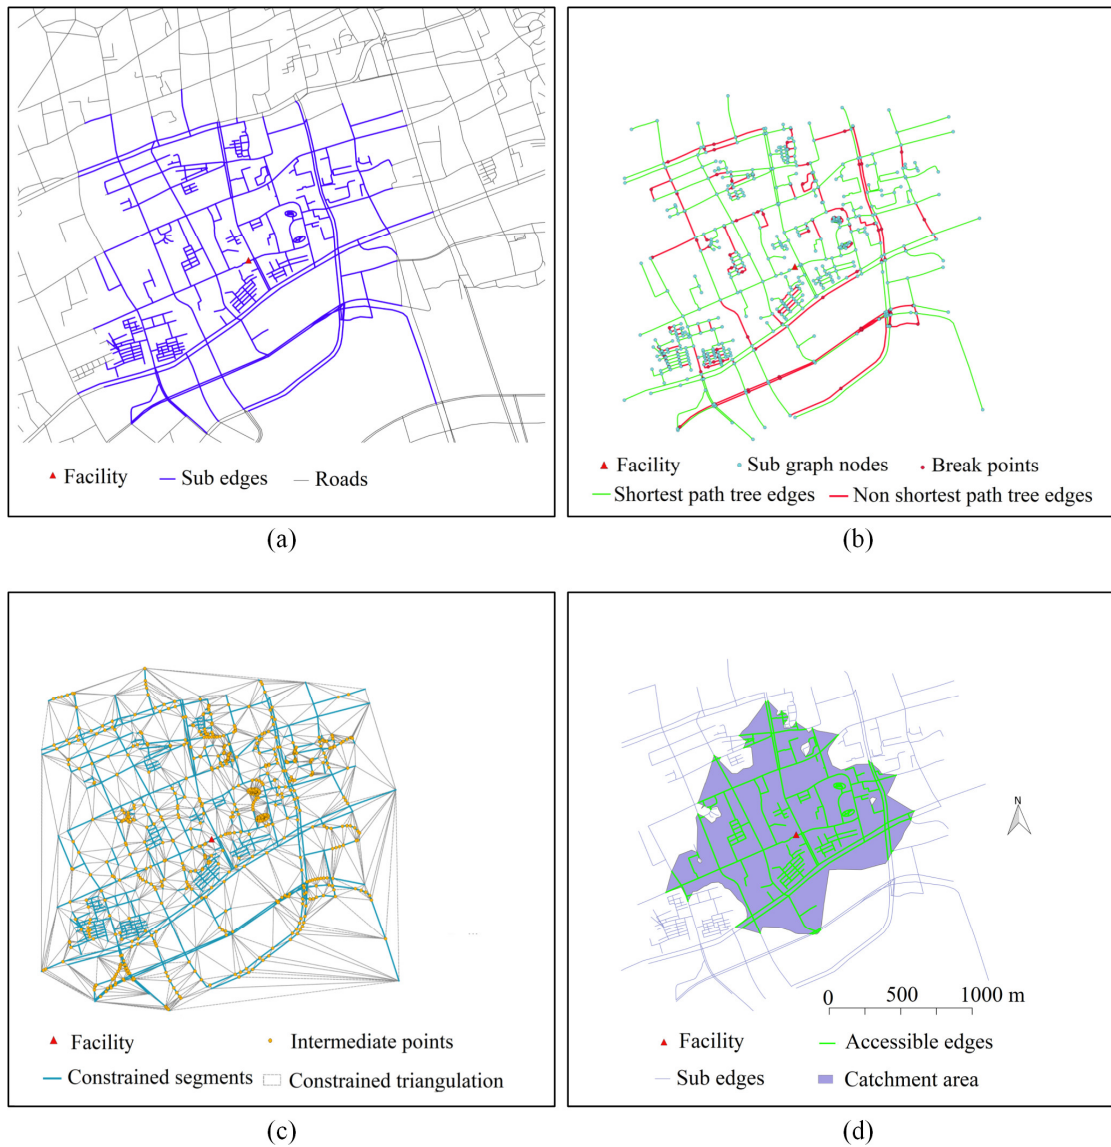 Facility Sub edges Roads
(a)
Facility Sub graph nodes Break points
Shortest path tree edges Non shortest path tree edges
(b)
Facility Intermediate points
Constrained segments Constrained triangulation
(c)
N
0 500 1000 m
Facility Accessible edges
Sub edges Catchment area
(d)